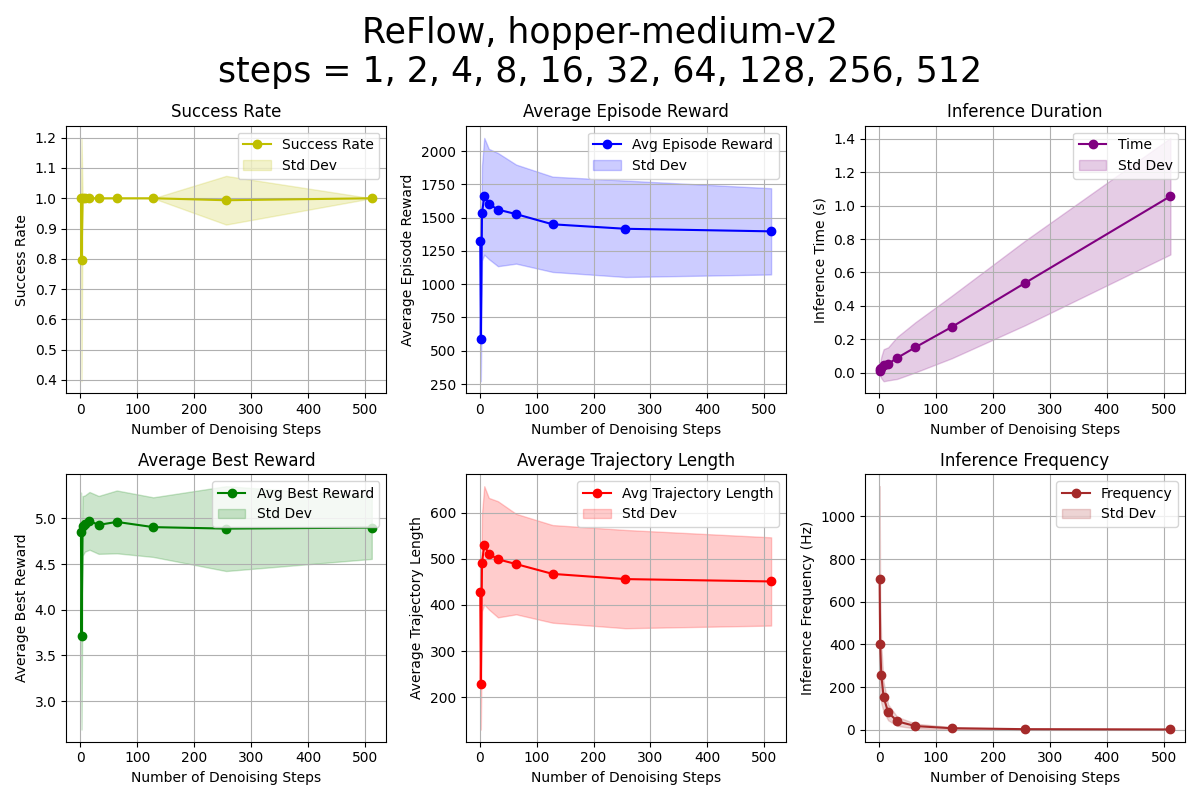 ReFlow, hopper-medium-v2
steps = 1, 2, 4, 8, 16, 32, 64, 128, 256, 512
Success Rate
Success Rate
Std Dev
1.2
1.1
1.0
0.9
0.8
0.7
0.6
0.5
0.4
Success Rate
0 100 200 300 400 500
Number of Denoising Steps
Average Episode Reward
Avg Episode Reward
Std Dev
2000
1750
1500
1250
1000
750
500
250
Average Episode Reward
0 100 200 300 400 500
Number of Denoising Steps
Inference Duration
Time
Std Dev
1.4
1.2
1.0
0.8
0.6
0.4
0.2
0.0
Inference Time (s)
0 100 200 300 400 500
Number of Denoising Steps
Average Best Reward
Avg Best Reward
Std Dev
5.0
4.5
4.0
3.5
3.0
Average Best Reward
0 100 200 300 400 500
Number of Denoising Steps
Average Trajectory Length
Avg Trajectory Length
Std Dev
600
500
400
300
200
Average Trajectory Length
0 100 200 300 400 500
Number of Denoising Steps
Inference Frequency
Frequency
Std Dev
1000
800
600
400
200
0
Inference Frequency (Hz)
0 100 200 300 400 500
Number of Denoising Steps